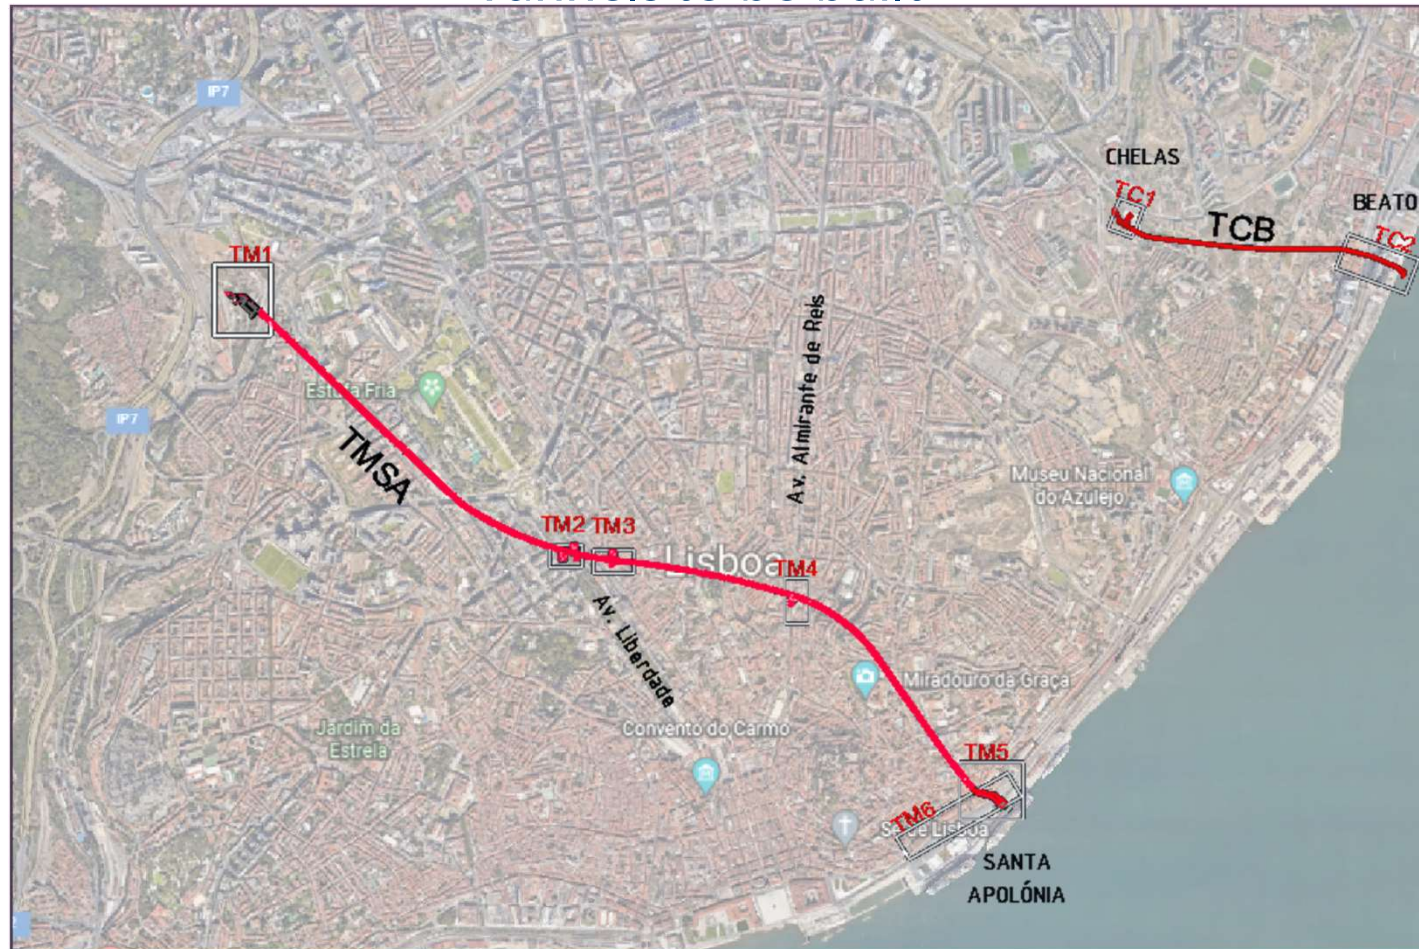 IP7
CHELAS
TC1
BEATO
TCB
TC2
TM1
Av. Almirante de Reis
Estufa Fria
IP7
TMSA
Museu Nacional
do Azulejo
TM2
TM3
Lisboa
TM4
Av. Liberdade
Miradouro da Graça
Jardim da
Estrela
Convento do Carmo
TM5
TM6
Sé de Lisboa
SANTA
APOLÓNIA